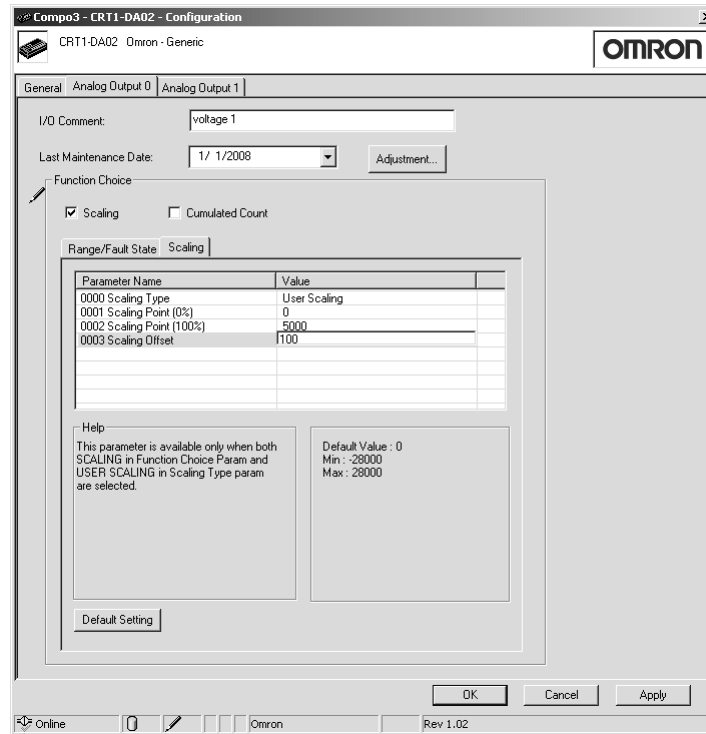 Compo3 - CRT1-DA02 - Configuration
CRT1-DA02 Omron - Generic
OMRON
General Analog Output 0 Analog Output 1
I/O Comment: voltage 1
Last Maintenance Date: 1/ 1/2008 Adjustment...
Function Choice
Scaling Cumulated Count
Range/Fault State Scaling
Parameter Name Value
0000 Scaling Type User Scaling
0001 Scaling Point (0%) 0
0002 Scaling Point (100%) 5000
0003 Scaling Offset 100
Help
This parameter is available only when both
SCALING in Function Choice Param and
USER SCALING in Scaling Type param
are selected.
Default Value : 0
Min : -28000
Max : 28000
Default Setting
OK Cancel Apply
Online Omron Rev 1.02